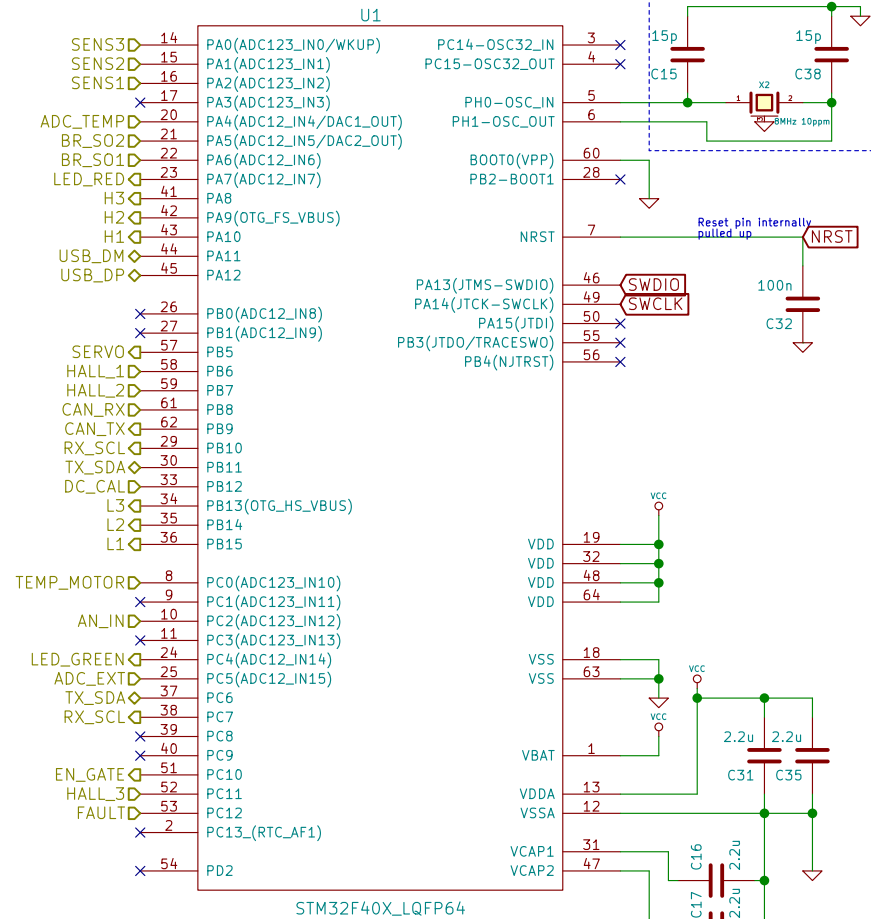 U1
SENS3 14 PA0(ADC123_IN0/WKUP) PC14-OSC32_IN 3
SENS2 15 PA1(ADC123_IN1) PC15-OSC32_OUT 4
SENS1 16 PA2(ADC123_IN2)
17 PA3(ADC123_IN3) PH0-OSC_IN 5
ADC_TEMP 20 PA4(ADC12_IN4/DAC1_OUT) PH1-OSC_OUT 6
BR_SO2 21 PA5(ADC12_IN5/DAC2_OUT)
BR_SO1 22 PA6(ADC12_IN6) BOOT0(VPP) 60
LED_RED 23 PA7(ADC12_IN7) PB2-BOOT1 28
H3 41 PA8
H2 42 PA9(OTG_FS_VBUS)
H1 43 PA10 NRST 7
USB_DM 44 PA11
USB_DP 45 PA12
PA13(JTMS-SWDIO) 46 SWDIO
PA14(JTCK-SWCLK) 49 SWCLK
26 PB0(ADC12_IN8) PA15(JTDI) 50
27 PB1(ADC12_IN9) PB3(JTDO/TRACESWO) 55
SERVO 57 PB5 PB4(NJTRST) 56
HALL_1 58 PB6
HALL_2 59 PB7
CAN_RX 61 PB8
CAN_TX 62 PB9
RX_SCL 29 PB10
TX_SDA 30 PB11
DC_CAL 33 PB12
L3 34 PB13(OTG_HS_VBUS)
L2 35 PB14
L1 36 PB15 VDD 19
VDD 32
TEMP_MOTOR 8 PC0(ADC123_IN10) VDD 48
9 PC1(ADC123_IN11) VDD 64
AN_IN 10 PC2(ADC123_IN12)
11 PC3(ADC123_IN13)
LED_GREEN 24 PC4(ADC12_IN14) VSS 18
ADC_EXT 25 PC5(ADC12_IN15) VSS 63
TX_SDA 37 PC6
RX_SCL 38 PC7
39 PC8
40 PC9 VBAT 1
EN_GATE 51 PC10
HALL_3 52 PC11 VDDA 13
FAULT 53 PC12 VSSA 12
2 PC13_(RTC_AF1)
VCAP1 31
54 PD2 VCAP2 47
STM32F40X_LQFP64
15p 15p
C15 C38
X2
1 2
8MHz 10ppm
Reset pin internally
pulled up
NRST
100n
C32
VCC
VCC
VCC
2.2u 2.2u
C31 C35
C16 2.2u
C17 2.2u